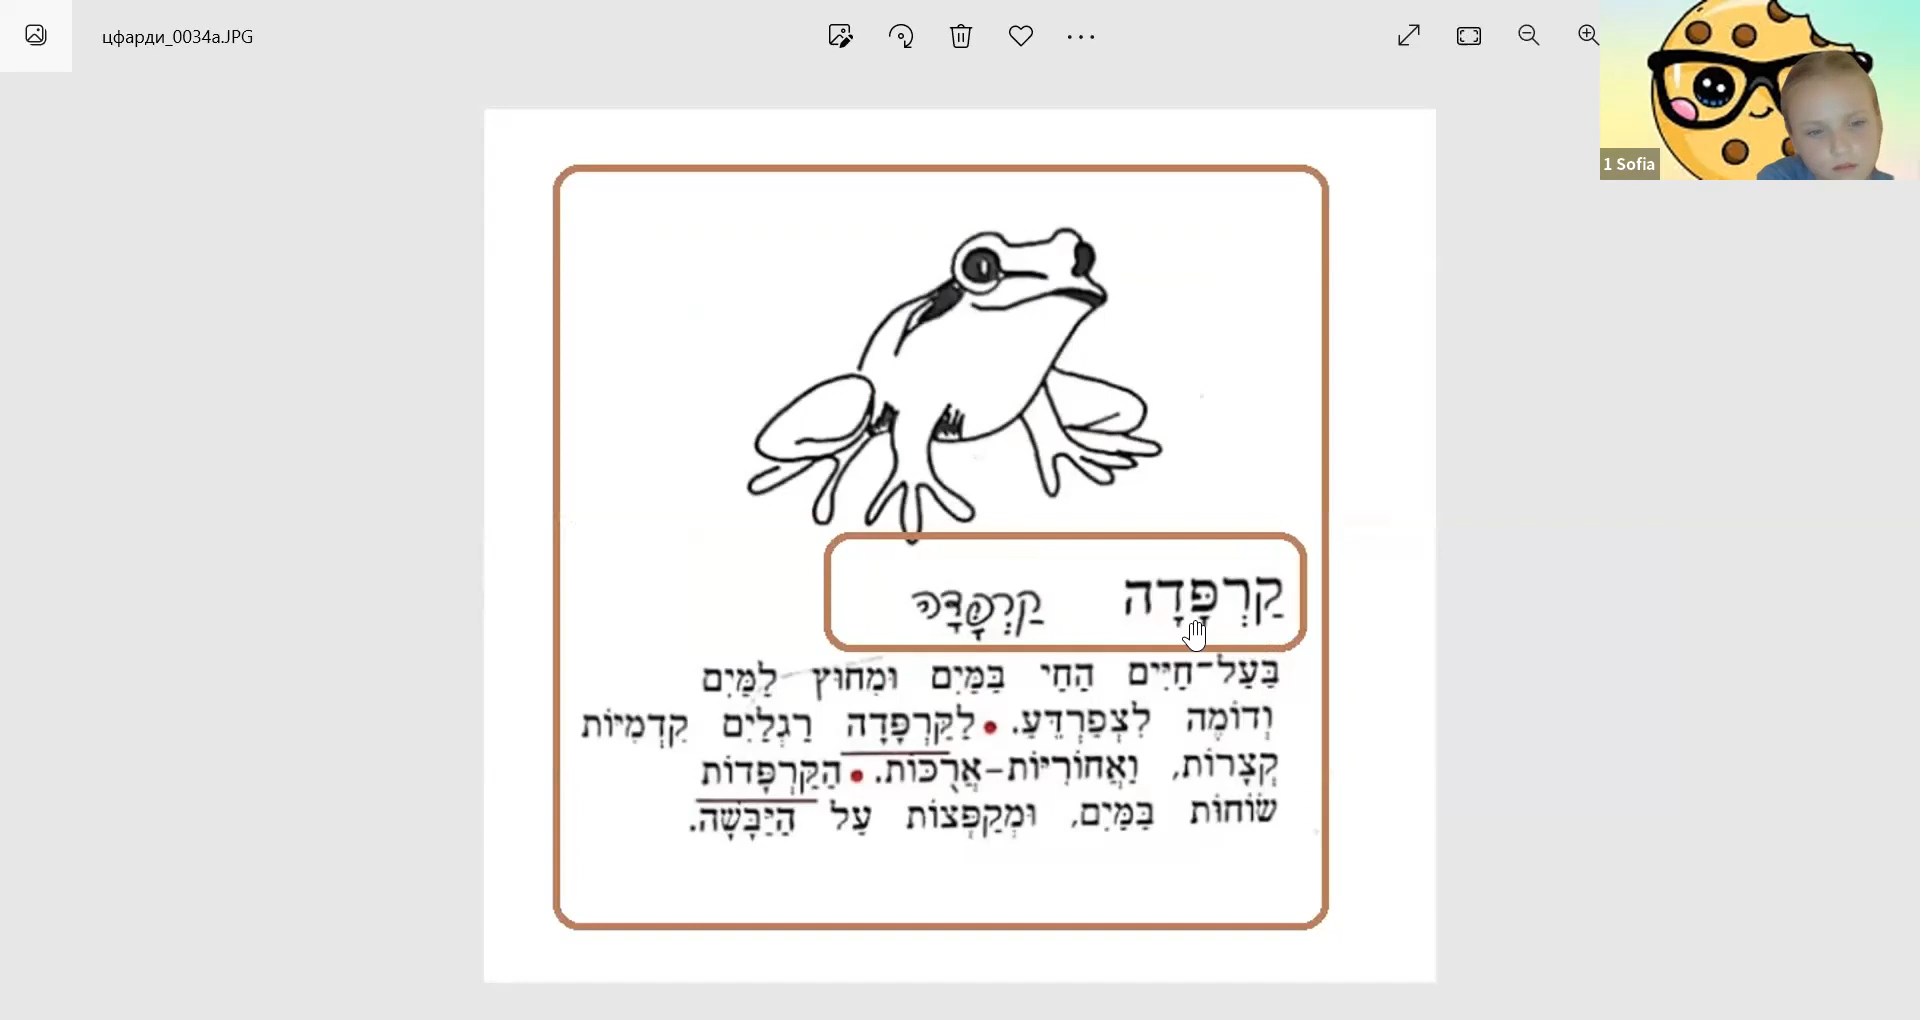 цфарди_0034a.JPG
1 Sofia
קַרְפָּדָה קַרְפָּדָה
בַּעַל־חַיִּים הַחַי בַּמַּיִם וּמִחוּץ לַמַּיִם
וְדוֹמֶה לִצְפַרְדֵּעַ. • לַקַּרְפָּדָה רַגְלַיִם קִדְמִיּוֹת
קְצָרוֹת, וַאֲחוֹרִיּוֹת–אֲרֻכּוֹת. • הַקַּרְפָּדוֹת
שׂוֹחוֹת בַּמַּיִם, וּמְקַפְּצוֹת עַל הַיַּבָּשָׁה.